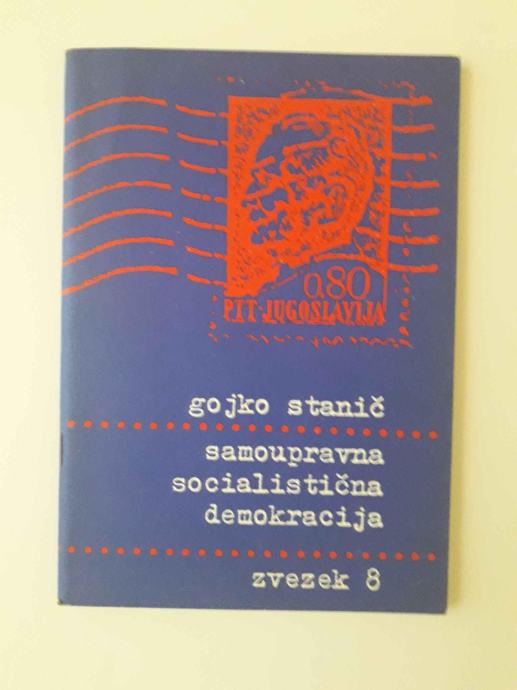 0,80
PTT-JUGOSLAVIJA
gojko stanič
samoupravna
socialistična
demokracija
zvezek 8